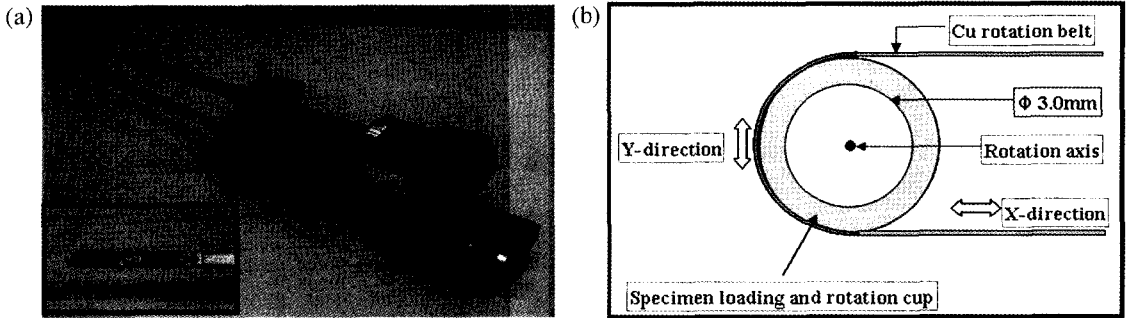 (a)
(b)
Cu rotation belt
Φ 3.0mm
Y-direction
Rotation axis
X-direction
Specimen loading and rotation cup